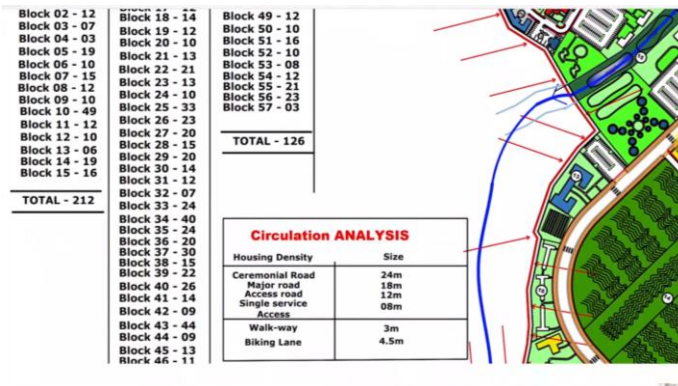 Block 02 - 12
Block 03 - 07
Block 04 - 03
Block 05 - 19
Block 06 - 10
Block 07 - 15
Block 08 - 12
Block 09 - 10
Block 10 - 49
Block 11 - 12
Block 12 - 10
Block 13 - 06
Block 14 - 19
Block 15 - 16
TOTAL - 212
Block 18 - 14
Block 19 - 12
Block 20 - 10
Block 21 - 13
Block 22 - 21
Block 23 - 13
Block 24 - 10
Block 25 - 33
Block 26 - 23
Block 27 - 20
Block 28 - 15
Block 29 - 20
Block 30 - 14
Block 31 - 12
Block 32 - 07
Block 33 - 24
Block 34 - 40
Block 35 - 24
Block 36 - 20
Block 37 - 30
Block 38 - 15
Block 39 - 22
Block 40 - 26
Block 41 - 14
Block 42 - 09
Block 43 - 44
Block 44 - 09
Block 45 - 13
Block 46 - 11
Block 49 - 12
Block 50 - 10
Block 51 - 16
Block 52 - 10
Block 53 - 08
Block 54 - 12
Block 55 - 21
Block 56 - 23
Block 57 - 03
TOTAL - 126
Circulation ANALYSIS
Housing Density Size
Ceremonial Road 24m
Major road 18m
Access road 12m
Single service 08m
Access
Walk-way 3m
Biking Lane 4.5m